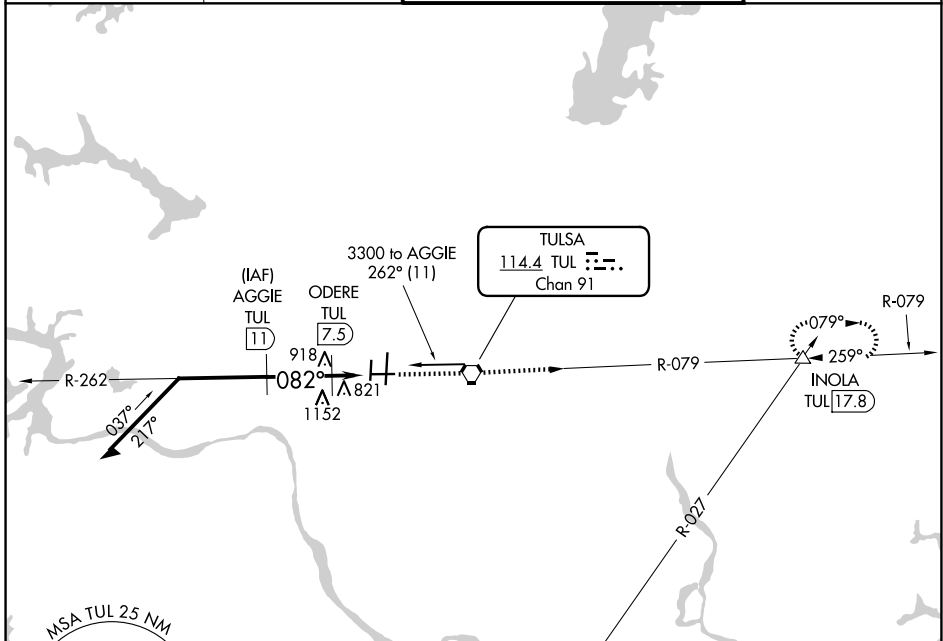 TULSA
114.4 TUL
Chan 91
3300 to AGGIE
262° (11)
(IAF)
AGGIE
TUL
11
ODERE
TUL
7.5
R-079
079°
259°
INOLA
TUL 17.8
R-079
918
082°
821
1152
R-262
037°
217°
R-027
MSA TUL 25 NM